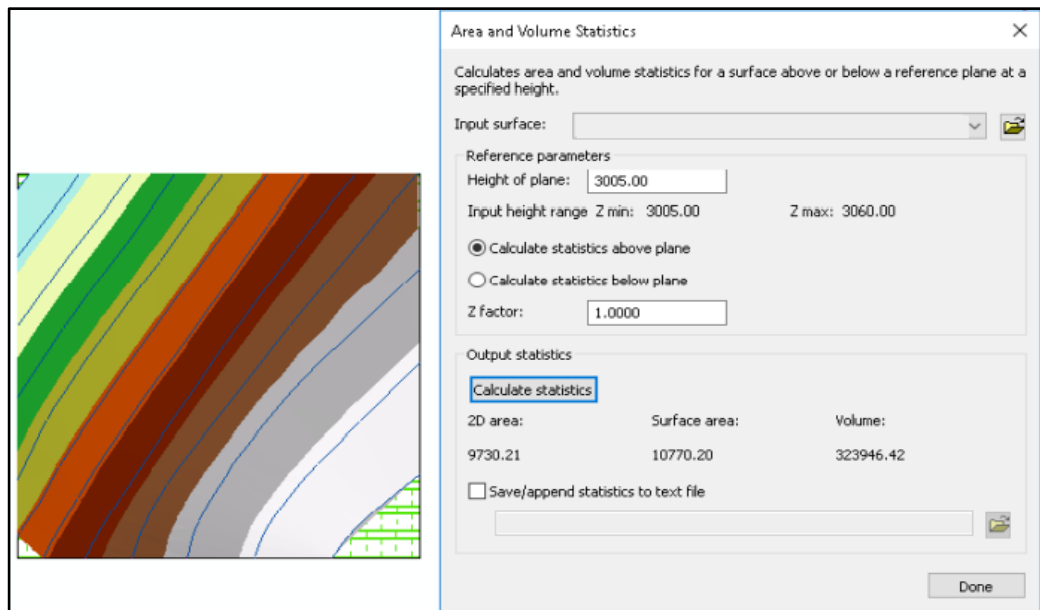 Area and Volume Statistics
Calculates area and volume statistics for a surface above or below a reference plane at a
specified height.
Input surface:
Reference parameters
Height of plane: 3005.00
Input height range Z min: 3005.00 Z max: 3060.00
Calculate statistics above plane
Calculate statistics below plane
Z factor: 1.0000
Output statistics
Calculate statistics
2D area: Surface area: Volume:
9730.21 10770.20 323946.42
Save/append statistics to text file
Done